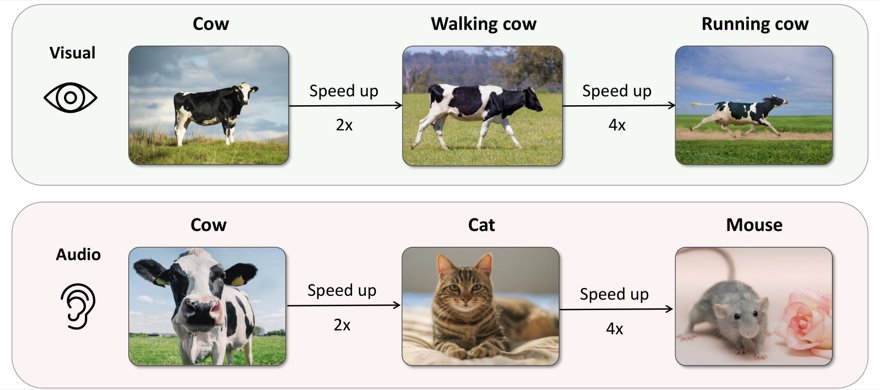 Cow
Walking cow
Running cow
Visual
Speed up
2x
Speed up
4x
Cow
Cat
Mouse
Audio
Speed up
2x
Speed up
4x